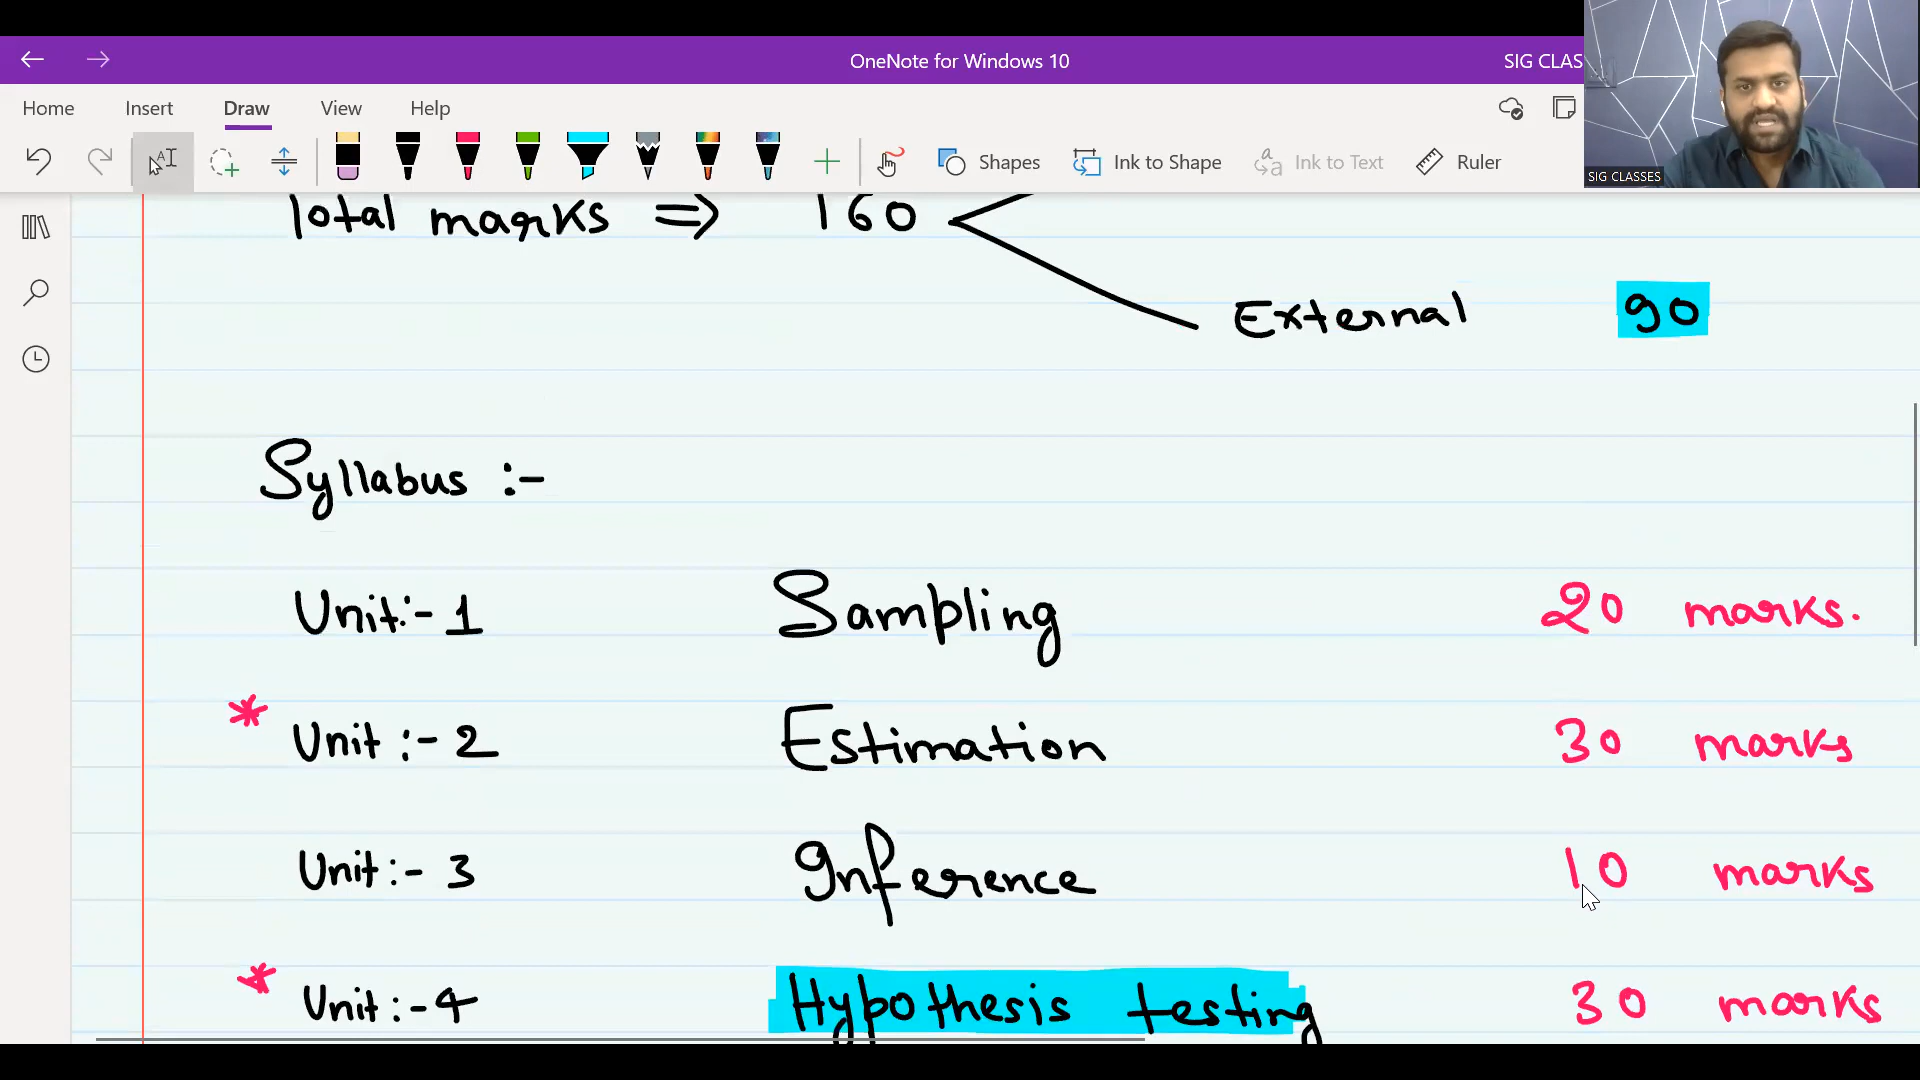 OneNote for Windows 10
SIG CLAS
Home Insert Draw View Help
Shapes Ink to Shape Ink to Text Ruler
SIG CLASSES
Total marks ⇒ 160
External 90
Syllabus :-
Unit:- 1 Sampling 20 marks.
* Unit :- 2 Estimation 30 marks
Unit:- 3 Inference 10 marks
* Unit :- 4 Hypothesis testing 30 marks